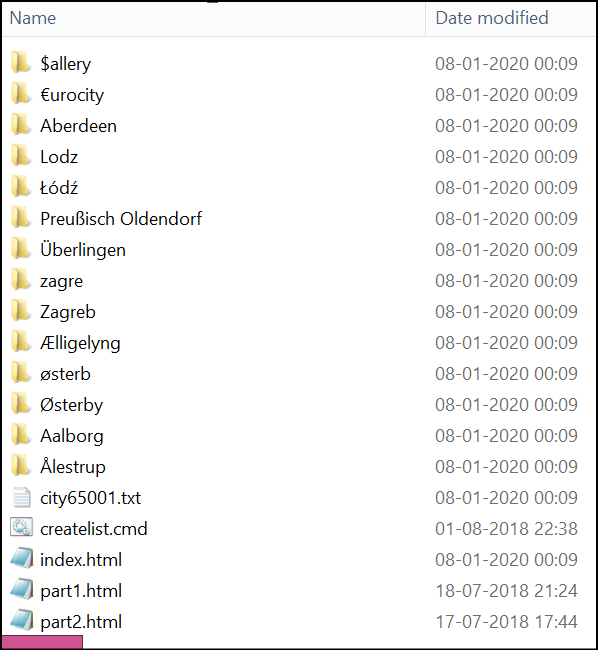 Name Date modified
$allery 08-01-2020 00:09
€urocity 08-01-2020 00:09
Aberdeen 08-01-2020 00:09
Lodz 08-01-2020 00:09
Łódź 08-01-2020 00:09
Preußisch Oldendorf 08-01-2020 00:09
Überlingen 08-01-2020 00:09
zagre 08-01-2020 00:09
Zagreb 08-01-2020 00:09
Ælligelyng 08-01-2020 00:09
østerb 08-01-2020 00:09
Østerby 08-01-2020 00:09
Aalborg 08-01-2020 00:09
Ålestrup 08-01-2020 00:09
city65001.txt 08-01-2020 00:09
createlist.cmd 01-08-2018 22:38
index.html 08-01-2020 00:09
part1.html 18-07-2018 21:24
part2.html 17-07-2018 17:44